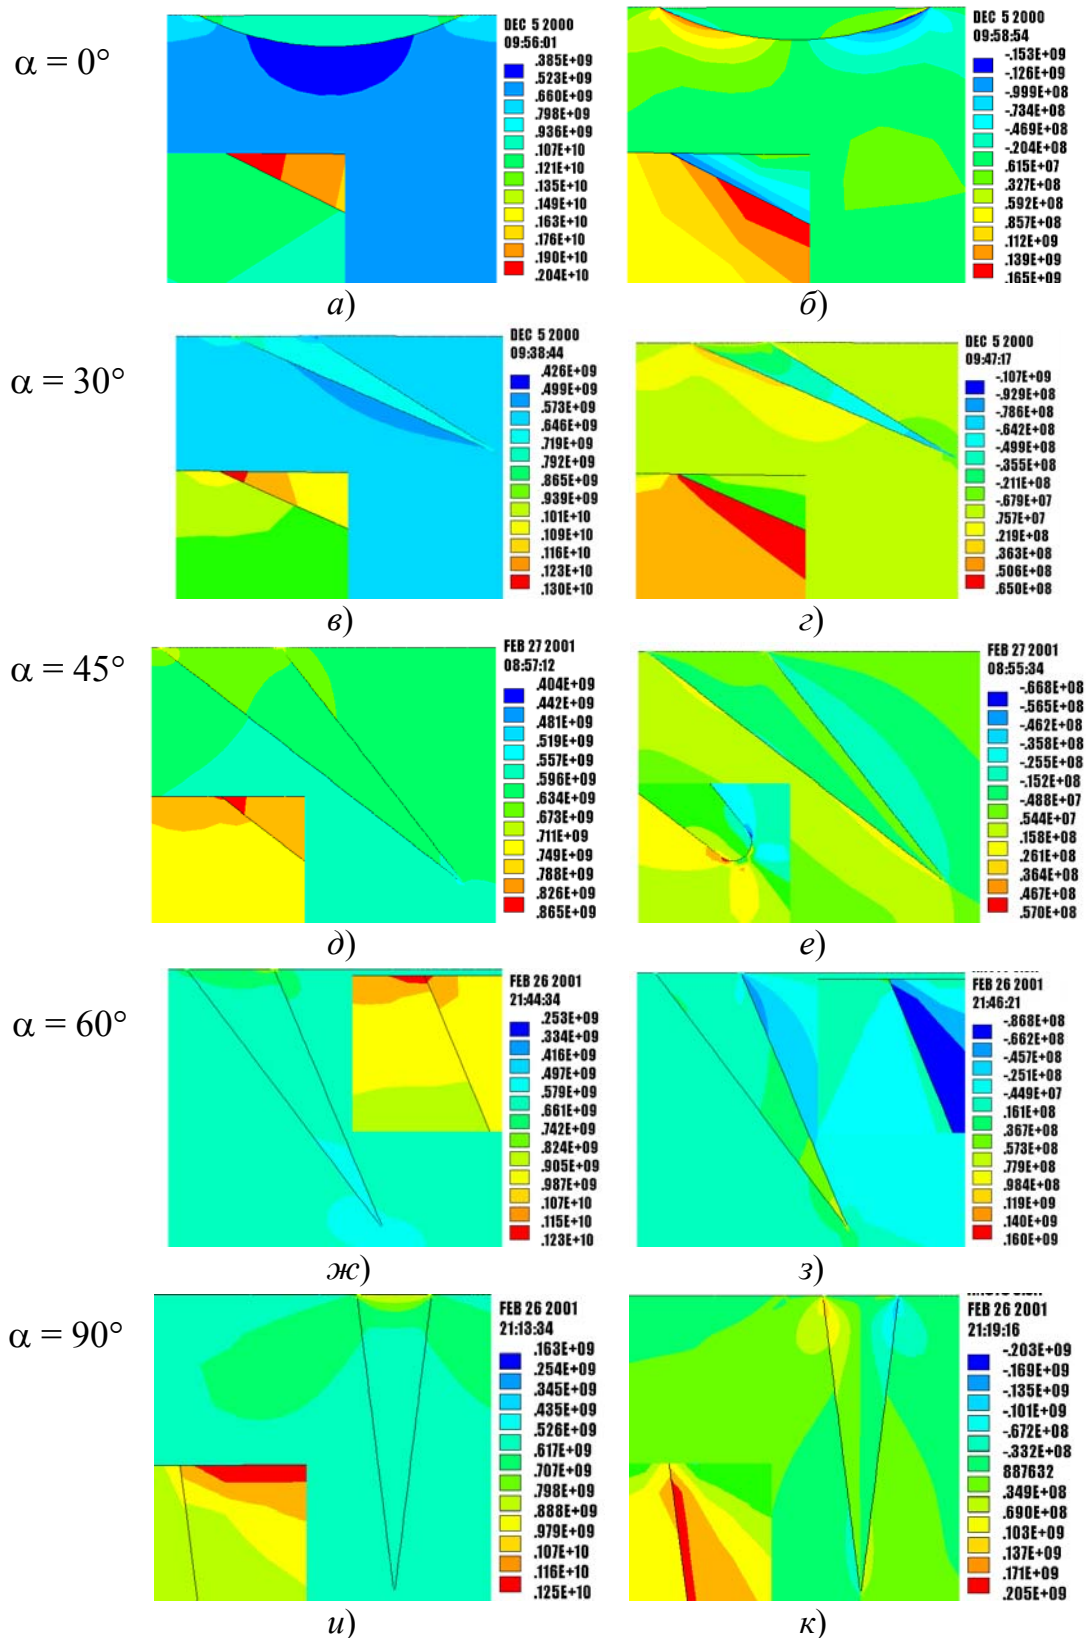 α = 0°
DEC 5 2000
09:56:01
.385E+09
.523E+09
.660E+09
.798E+09
.936E+09
.107E+10
.121E+10
.135E+10
.149E+10
.163E+10
.176E+10
.190E+10
.204E+10
а)
DEC 5 2000
09:58:54
-.153E+09
-.126E+09
-.999E+08
-.734E+08
-.469E+08
-.204E+08
.615E+07
.327E+08
.592E+08
.857E+08
.112E+09
.139E+09
.165E+09
б)
α = 30°
DEC 5 2000
09:38:44
.426E+09
.499E+09
.573E+09
.646E+09
.719E+09
.792E+09
.865E+09
.939E+09
.101E+10
.109E+10
.116E+10
.123E+10
.130E+10
в)
DEC 5 2000
09:47:17
-.107E+09
-.929E+08
-.786E+08
-.642E+08
-.499E+08
-.355E+08
-.211E+08
-.679E+07
.757E+07
.219E+08
.363E+08
.506E+08
.650E+08
г)
α = 45°
FEB 27 2001
08:57:12
.404E+09
.442E+09
.481E+09
.519E+09
.557E+09
.596E+09
.634E+09
.673E+09
.711E+09
.749E+09
.788E+09
.826E+09
.865E+09
д)
FEB 27 2001
08:55:34
-.668E+08
-.565E+08
-.462E+08
-.358E+08
-.255E+08
-.152E+08
-.488E+07
.544E+07
.158E+08
.261E+08
.364E+08
.467E+08
.570E+08
е)
α = 60°
FEB 26 2001
21:44:34
.253E+09
.334E+09
.416E+09
.497E+09
.579E+09
.661E+09
.742E+09
.824E+09
.905E+09
.987E+09
.107E+10
.115E+10
.123E+10
ж)
FEB 26 2001
21:46:21
-.868E+08
-.662E+08
-.457E+08
-.251E+08
-.449E+07
.161E+08
.367E+08
.573E+08
.779E+08
.984E+08
.119E+09
.140E+09
.160E+09
з)
α = 90°
FEB 26 2001
21:13:34
.163E+09
.254E+09
.345E+09
.435E+09
.526E+09
.617E+09
.707E+09
.798E+09
.888E+09
.979E+09
.107E+10
.116E+10
.125E+10
и)
FEB 26 2001
21:19:16
-.203E+09
-.169E+09
-.135E+09
-.101E+09
-.672E+08
-.332E+08
887632
.349E+08
.690E+08
.103E+09
.137E+09
.171E+09
.205E+09
к)